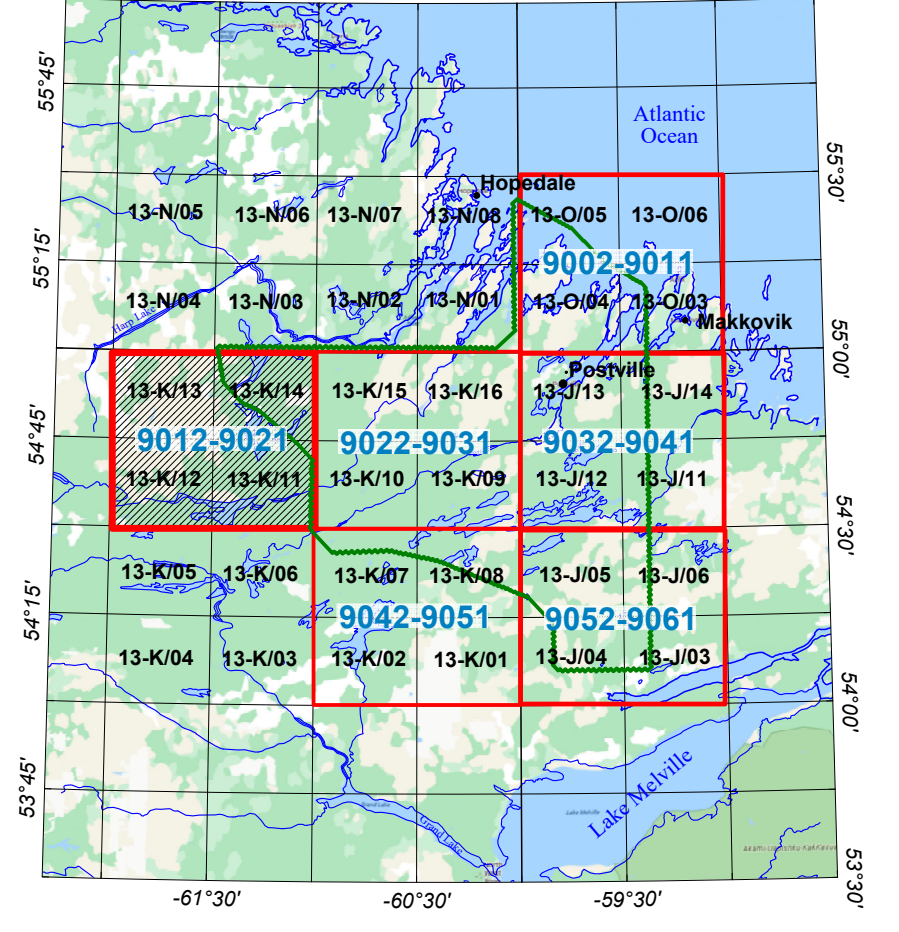 55°45'
Atlantic
Ocean
55°30'
Hopedale
13-N/05
13-N/06
13-N/07
13-N/08
13-O/05
13-O/06
55°15'
9002-9011
13-N/04
13-N/03
13-N/02
13-N/01
13-O/04
13-O/03
Harp Lake
Makkovik
55°00'
Postville
13-K/13
13-K/14
13-K/15
13-K/16
13-J/13
13-J/14
54°45'
9012-9021
9022-9031
9032-9041
13-K/12
13-K/11
13-K/10
13-K/09
13-J/12
13-J/11
54°30'
13-K/05
13-K/06
13-K/07
13-K/08
13-J/05
13-J/06
54°15'
9042-9051
9052-9061
13-K/04
13-K/03
13-K/02
13-K/01
13-J/04
13-J/03
54°00'
53°45'
Lake Melville
Grand Lake
Lake Melville
Grand Lake
53°30'
-61°30'
-60°30'
-59°30'